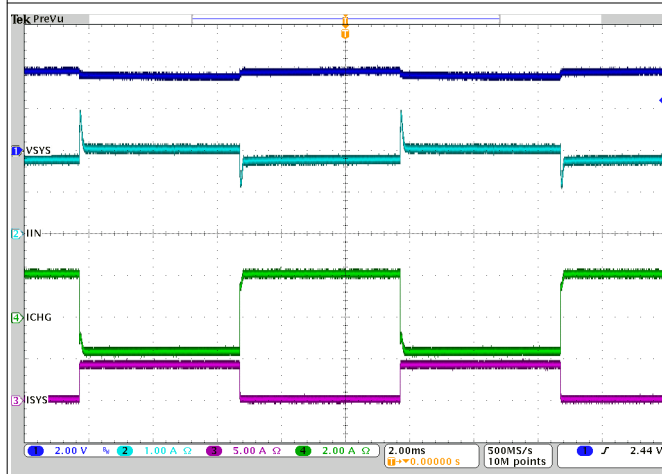 Tek PreVu
T
T
1 VSYS
2 IIN
4 ICHG
3 ISYS
1 2.00 V 2 1.00 A Ω 3 5.00 A Ω 4 2.00 A Ω 2.00ms 500MS/s 1 2.44 V
T 0.00000 s 10M points